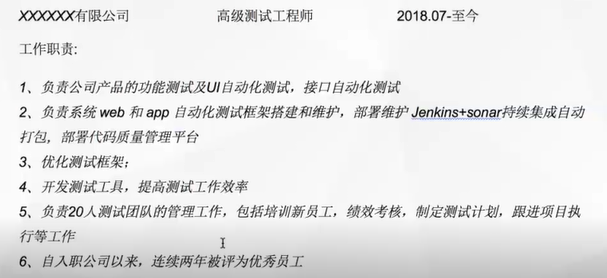 XXXXXX有限公司 高级测试工程师 2018.07-至今
工作职责:
1、负责公司产品的功能测试及UI自动化测试，接口自动化测试
2、负责系统 web 和 app 自动化测试框架搭建和维护，部署维护 Jenkins+sonar持续集成自动
打包, 部署代码质量管理平台
3、优化测试框架；
4、开发测试工具，提高测试工作效率
5、负责20人测试团队的管理工作，包括培训新员工，绩效考核，制定测试计划，跟进项目执
行等工作
6、自入职公司以来，连续两年被评为优秀员工